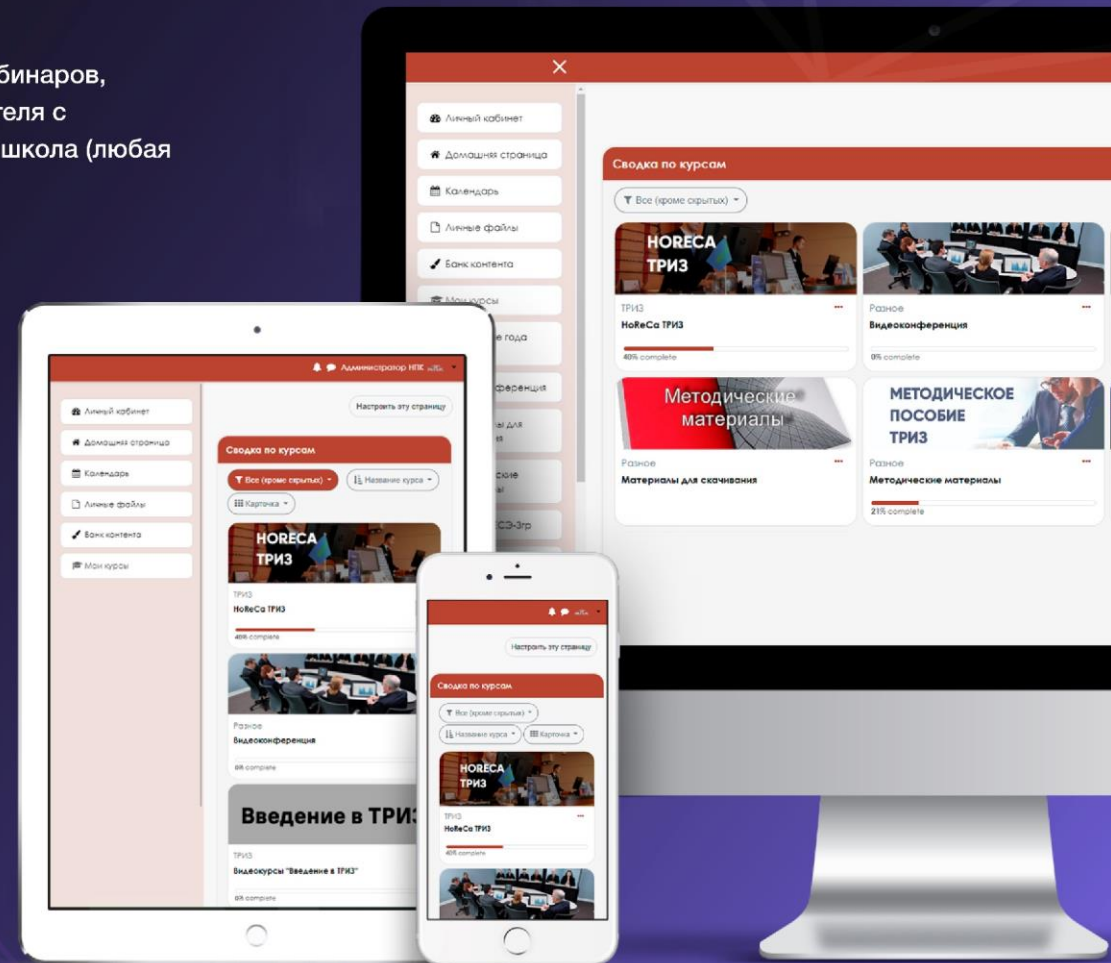 бинаров,
теля с
школа (любая
Личный кабинет
Домашняя страница
Календарь
Личные файлы
Банк контента
Мои курсы
е года
ференция
ы для
ские
ЕСЭ-3гр
Сводка по курсам
Все (кроме скрытых)
HORECA
ТРИЗ
ТРИЗ
HoReCa ТРИЗ
40% complete
Разное
Видеоконференция
0% complete
Методические
материалы
Разное
Материалы для скачивания
МЕТОДИЧЕСКОЕ
ПОСОБИЕ
ТРИЗ
Разное
Методические материалы
21% complete
Администратор НПК
Личный кабинет
Домашняя страница
Календарь
Личные файлы
Банк контента
Мои курсы
Настроить эту страницу
Сводка по курсам
Все (кроме скрытых)
Название курса
Карточка
HORECA
ТРИЗ
ТРИЗ
HoReCa ТРИЗ
40% complete
Разное
Видеоконференция
0% complete
Введение в ТРИЗ
ТРИЗ
Видеокурсы "Введение в ТРИЗ"
0% complete
Настроить эту страницу
Сводка по курсам
Все (кроме скрытых)
Название курса
Карточка
HORECA
ТРИЗ
ТРИЗ
HoReCa ТРИЗ
40% complete